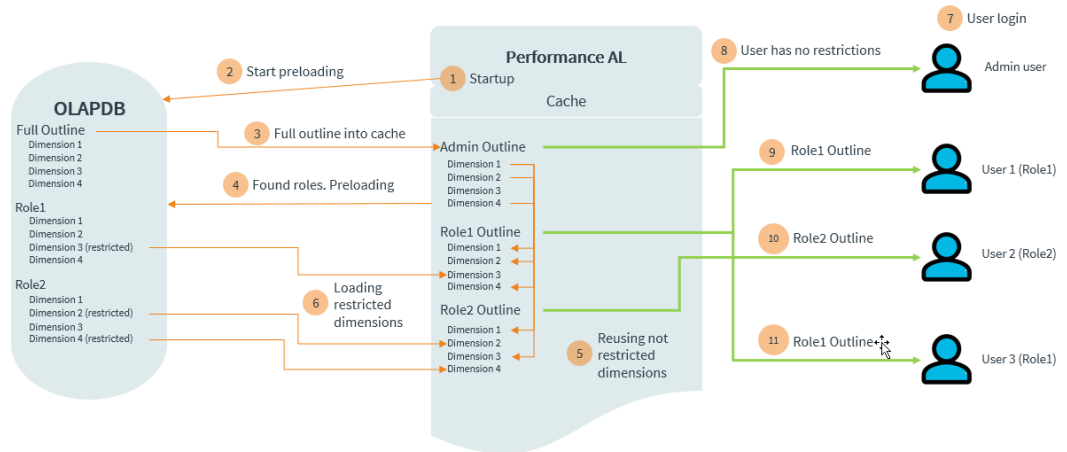 7 User login
8 User has no restrictions
Admin user
Performance AL
1 Startup
2 Start preloading
Cache
OLAPDB
Full Outline
Dimension 1
Dimension 2
Dimension 3
Dimension 4
3 Full outline into cache
Admin Outline
Dimension 1
Dimension 2
Dimension 3
Dimension 4
9 Role1 Outline
User 1 (Role1)
4 Found roles. Preloading
Role1
Dimension 1
Dimension 2
Dimension 3 (restricted)
Dimension 4
Role1 Outline
Dimension 1
Dimension 2
Dimension 3
Dimension 4
10 Role2 Outline
User 2 (Role2)
Role2
Dimension 1
Dimension 2 (restricted)
Dimension 3
Dimension 4 (restricted)
6 Loading
restricted
dimensions
Role2 Outline
Dimension 1
Dimension 2
Dimension 3
Dimension 4
5 Reusing not
restricted
dimensions
11 Role1 Outline
User 3 (Role1)